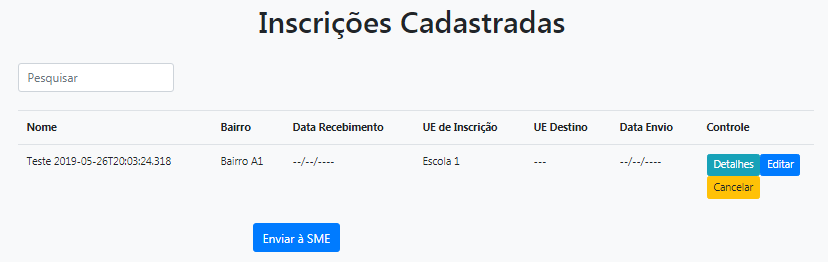 Inscrições Cadastradas
Pesquisar
Nome Bairro Data Recebimento UE de Inscrição UE Destino Data Envio Controle
Teste 2019-05-26T20:03:24.318 Bairro A1 --/--/---- Escola 1 --- --/--/---- Detalhes Editar
Cancelar
Enviar à SME